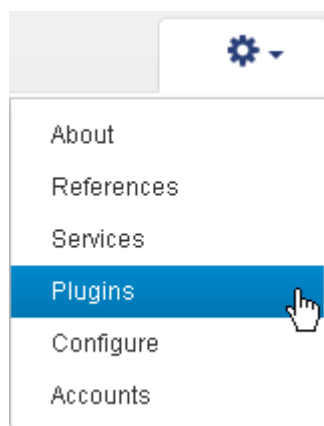 About
References
Services
Plugins
Configure
Accounts